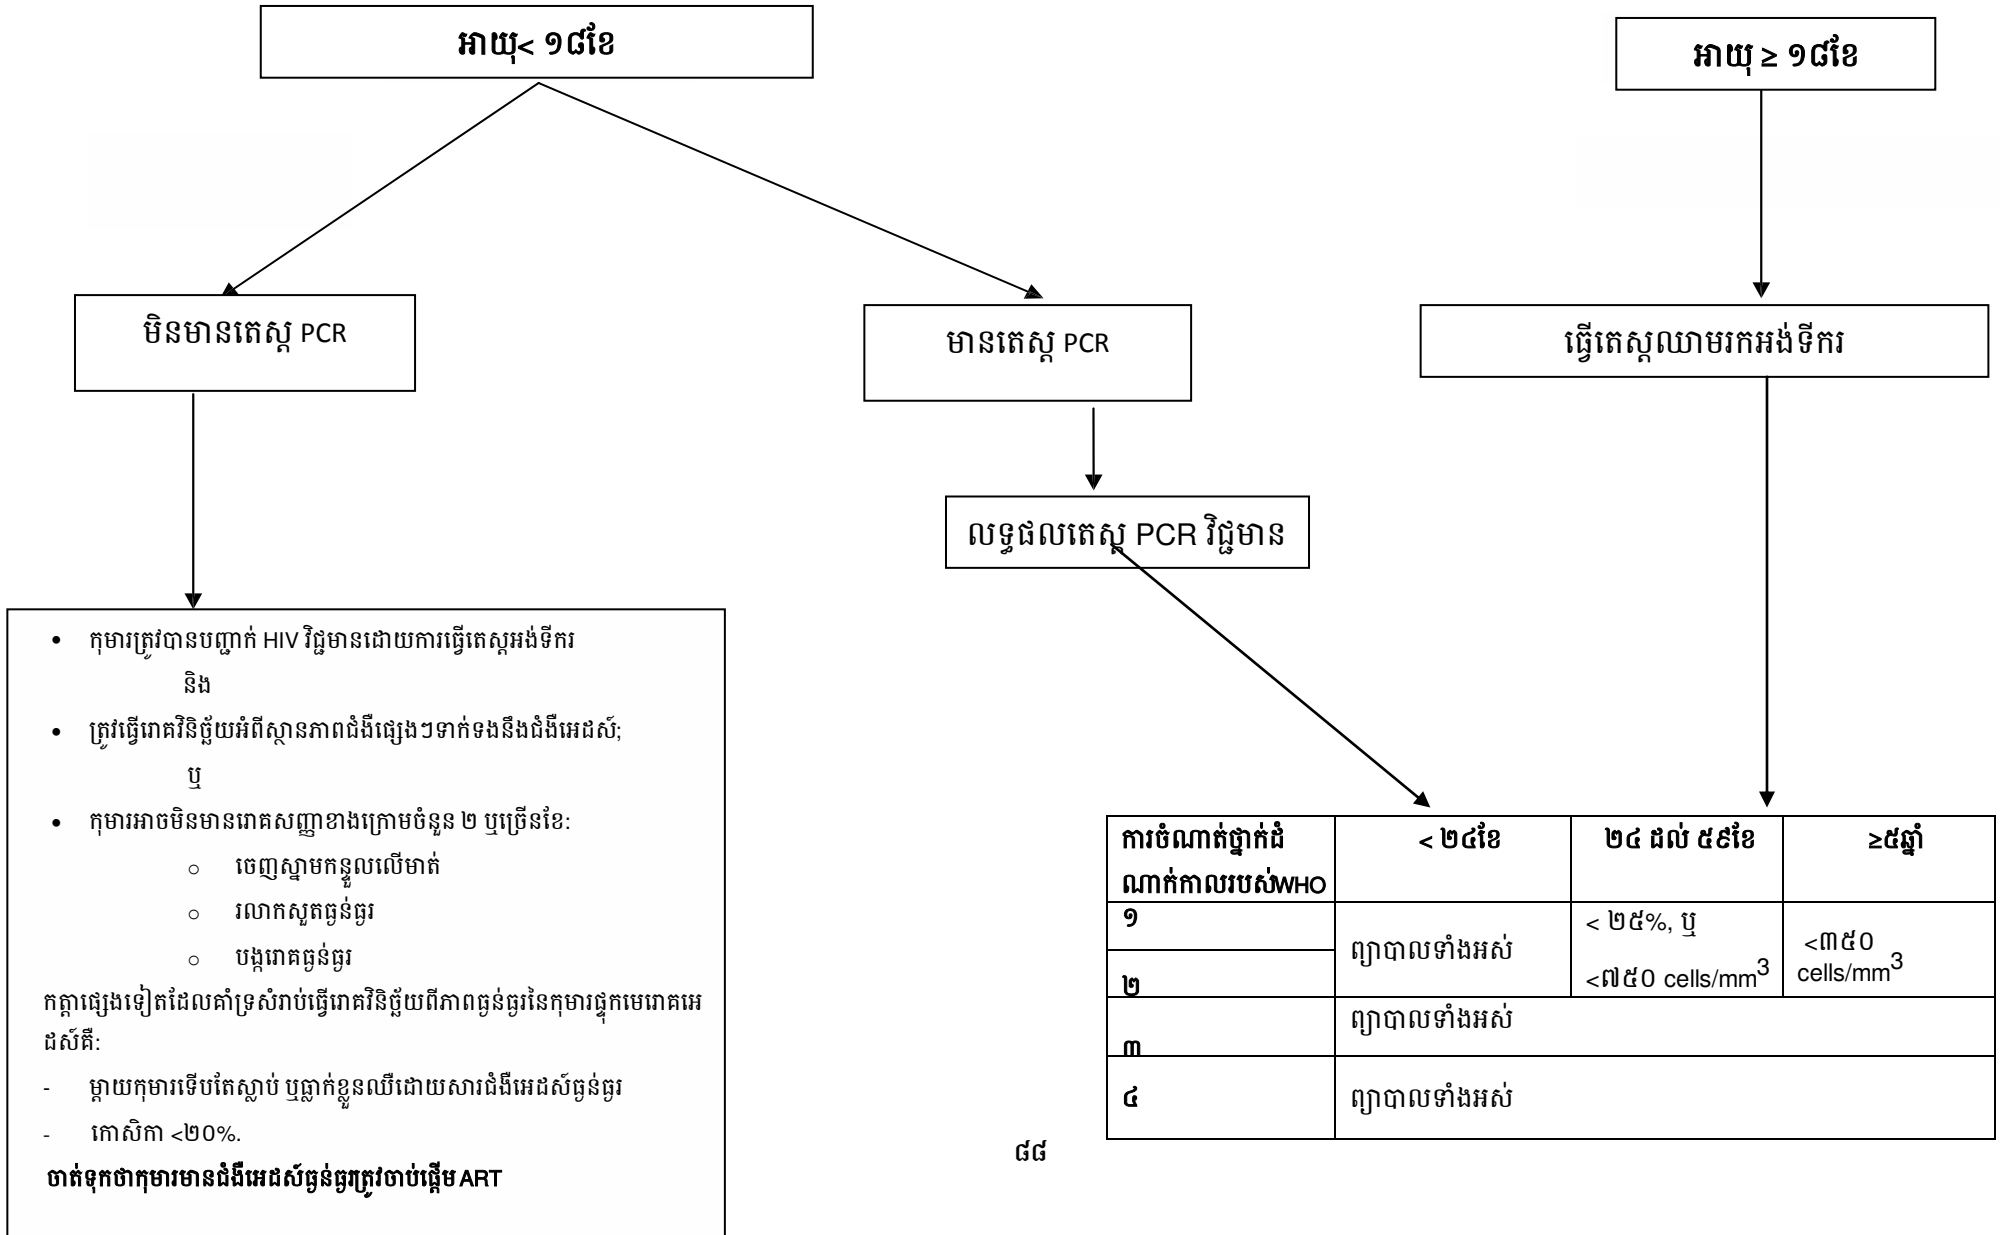 អាយុ< ១៨ខែ
អាយុ ≥ ១៨ខែ
មិនមានតេស្ត PCR
មានតេស្ត PCR
ធ្វើតេស្តឈាមរកអង់ទីករ
លទ្ធផលតេស្ត PCR វិជ្ជមាន
• កុមារត្រូវបានបញ្ជាក់ HIV វិជ្ជមានដោយការធ្វើតេស្តអង់ទីករ
និង
• ត្រូវធ្វើរោគវិនិច្ឆ័យអំពីស្ថានភាពជំងឺផ្សេងៗទាក់ទងនឹងជំងឺអេដស៍;
ឬ
• កុមារអាចមិនមានរោគសញ្ញាខាងក្រោមចំនួន ២ ឬច្រើនខែ:
○ ចេញស្នាមកន្ទួលលើមាត់
○ រលាកសួតធ្ងន់ធ្ងរ
○ បង្ករោគធ្ងន់ធ្ងរ
កត្តាផ្សេងទៀតដែលគាំទ្រសំរាប់ធ្វើរោគវិនិច្ឆ័យពីភាពធ្ងន់ធ្ងរនៃកុមារផ្ទុកមេរោគអេ
ដស៍គឺ:
- ម្តាយកុមារទើបតែស្លាប់ ឬធ្លាក់ខ្លួនឈឺដោយសារជំងឺអេដស៍ធ្ងន់ធ្ងរ
- កោសិកា <២០%.
ចាត់ទុកថាកុមារមានជំងឺអេដស៍ធ្ងន់ធ្ងរត្រូវចាប់ផ្តើម ART
ការចំណាត់ថ្នាក់ដំ
ណាក់កាលរបស់WHO
< ២៤ខែ
២៤ ដល់ ៥៩ខែ
≥៥ឆ្នាំ
១
២
ព្យាបាលទាំងអស់
< ២៥%, ឬ
<៧៥០ cells/mm³
<៣៥០
cells/mm³
៣
ព្យាបាលទាំងអស់
៤
ព្យាបាលទាំងអស់
៨៨